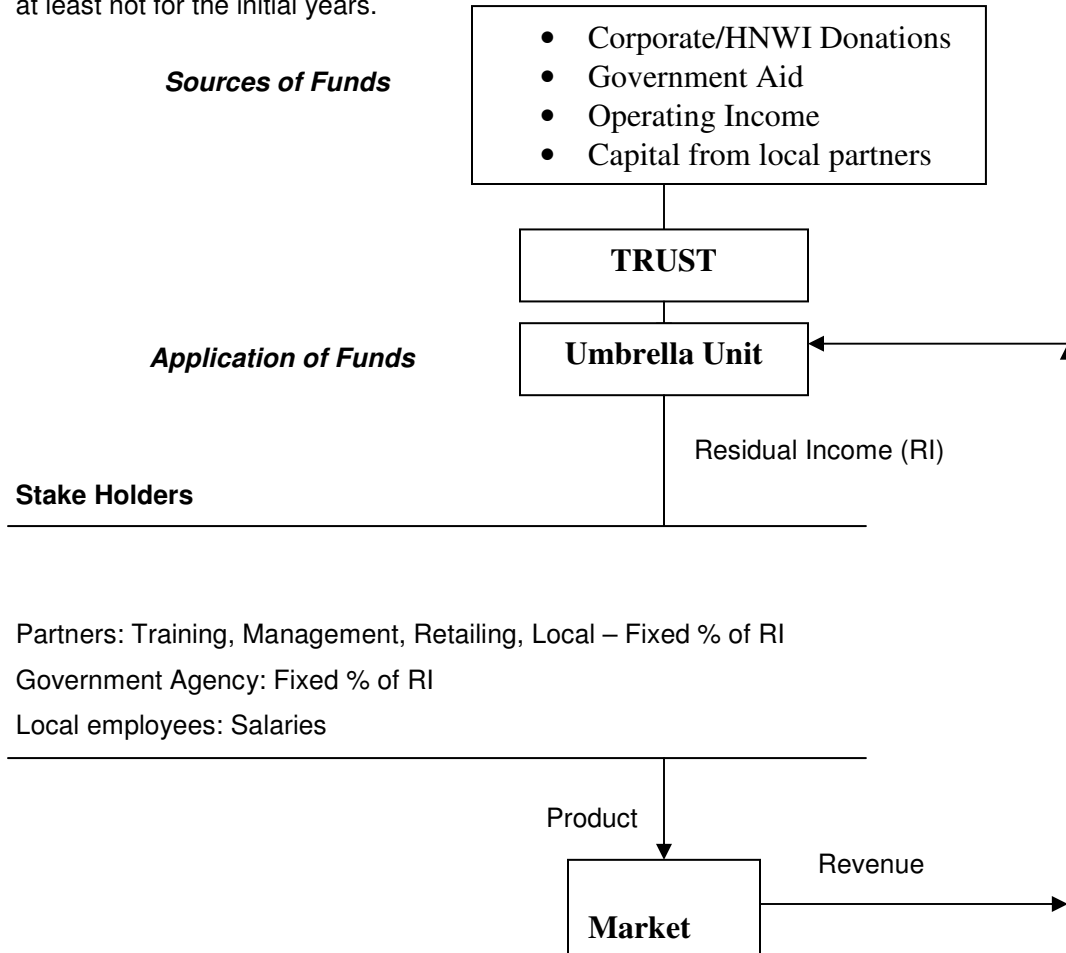 at least not for the initial years.
• Corporate/HNWI Donations
Sources of Funds
• Government Aid
• Operating Income
• Capital from local partners
TRUST
Umbrella Unit
Application of Funds
Residual Income (RI)
Stake Holders
Partners: Training, Management, Retailing, Local – Fixed % of RI
Government Agency: Fixed % of RI
Local employees: Salaries
Product
Revenue
Market